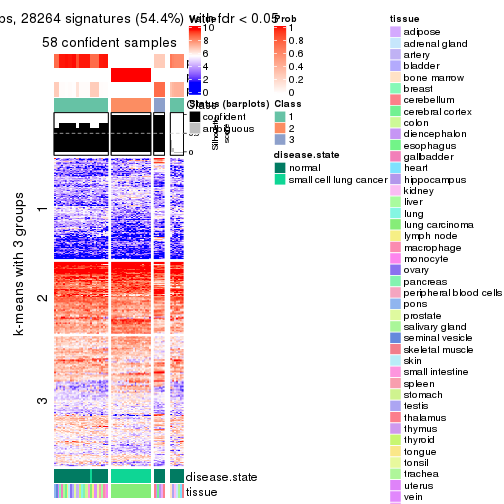 ps, 28264 signatures (54.4%) with fdr < 0.05
58 confident samples
Class
Silhouette
score
0
1
2
3
k-means with 3 groups
disease.state
tissue
Value
10
8
6
4
2
0
Status (barplots)
confident
ambiguous
Prob
1
0.8
0.6
0.4
0.2
0
Class
1
2
3
disease.state
normal
small cell lung cancer
tissue
adipose
adrenal gland
artery
bladder
bone marrow
breast
cerebellum
cerebral cortex
colon
diencephalon
esophagus
gallbadder
heart
hippocampus
kidney
liver
lung
lung carcinoma
lymph node
macrophage
monocyte
ovary
pancreas
peripheral blood cells
pons
prostate
salivary gland
seminal vesicle
skeletal muscle
skin
small intestine
spleen
stomach
testis
thalamus
thymus
thyroid
tongue
tonsil
trachea
uterus
vein